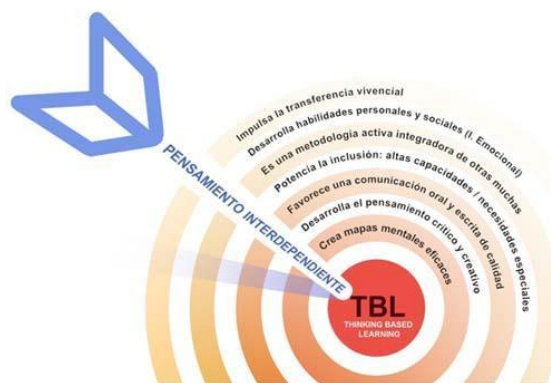 Impulsa la transferencia vivencial
Desarrolla habilidades personales y sociales (I. Emocional)
Es una metodología activa integradora de otras muchas
Potencia la inclusión: altas capacidades / necesidades especiales
Favorece una comunicación oral y escrita de calidad
Desarrolla el pensamiento crítico y creativo
Crea mapas mentales eficaces
PENSAMIENTO INTERDEPENDIENTE
TBL
THINKING BASED
LEARNING